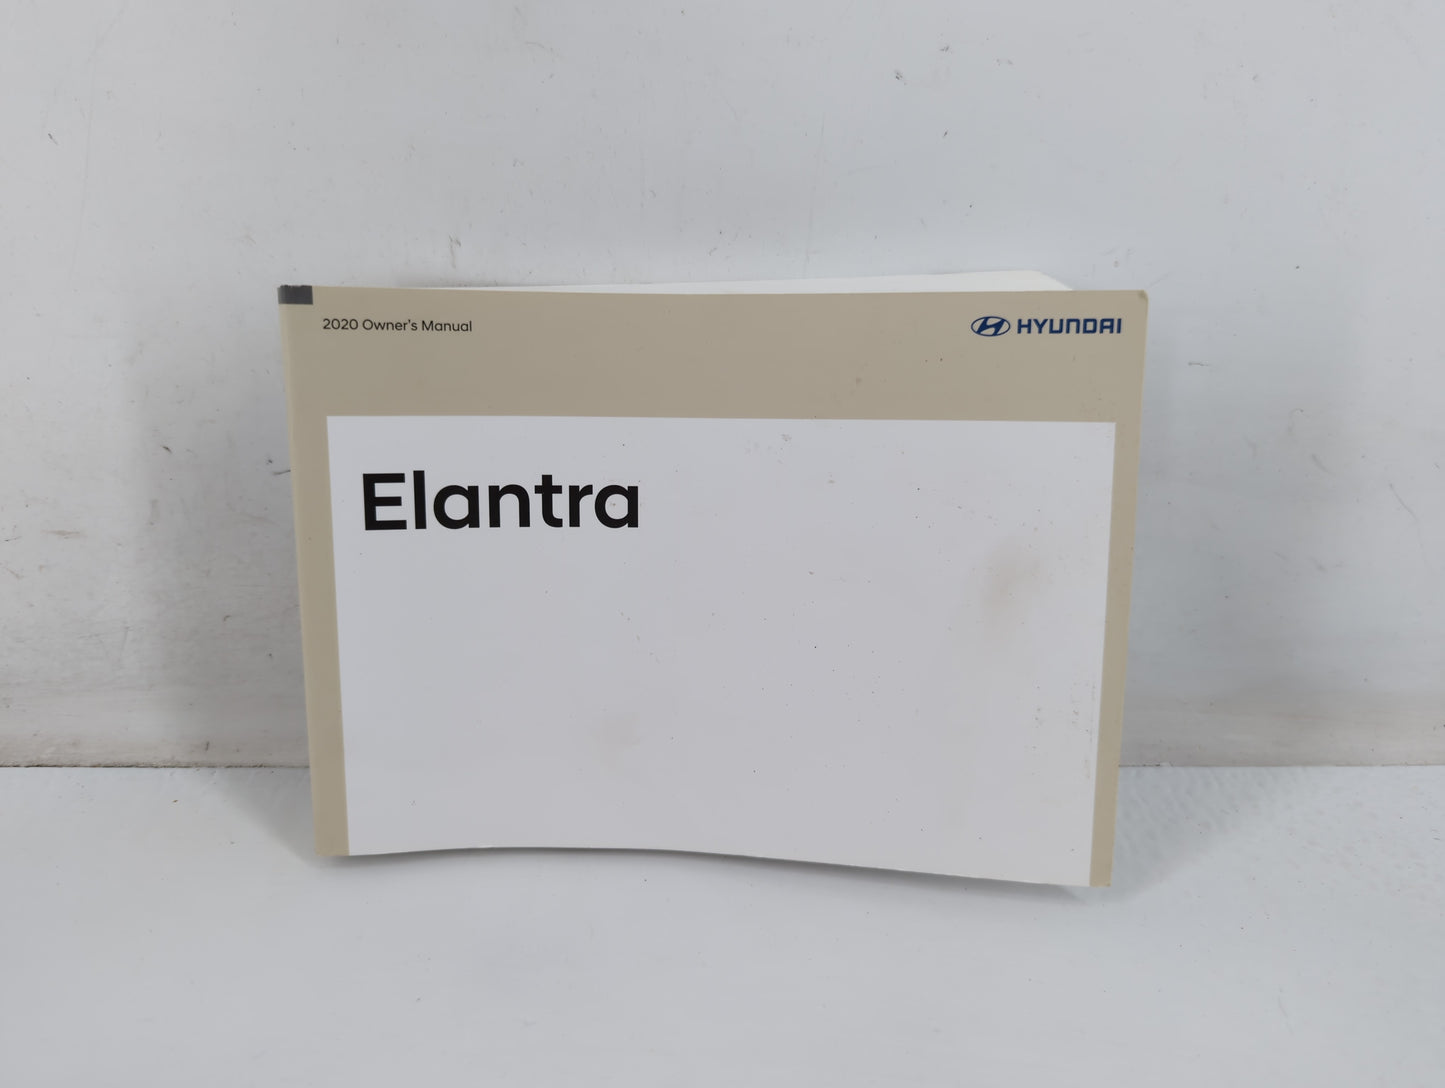 2020 Owner's Manual
HYUNDAI
Elantra